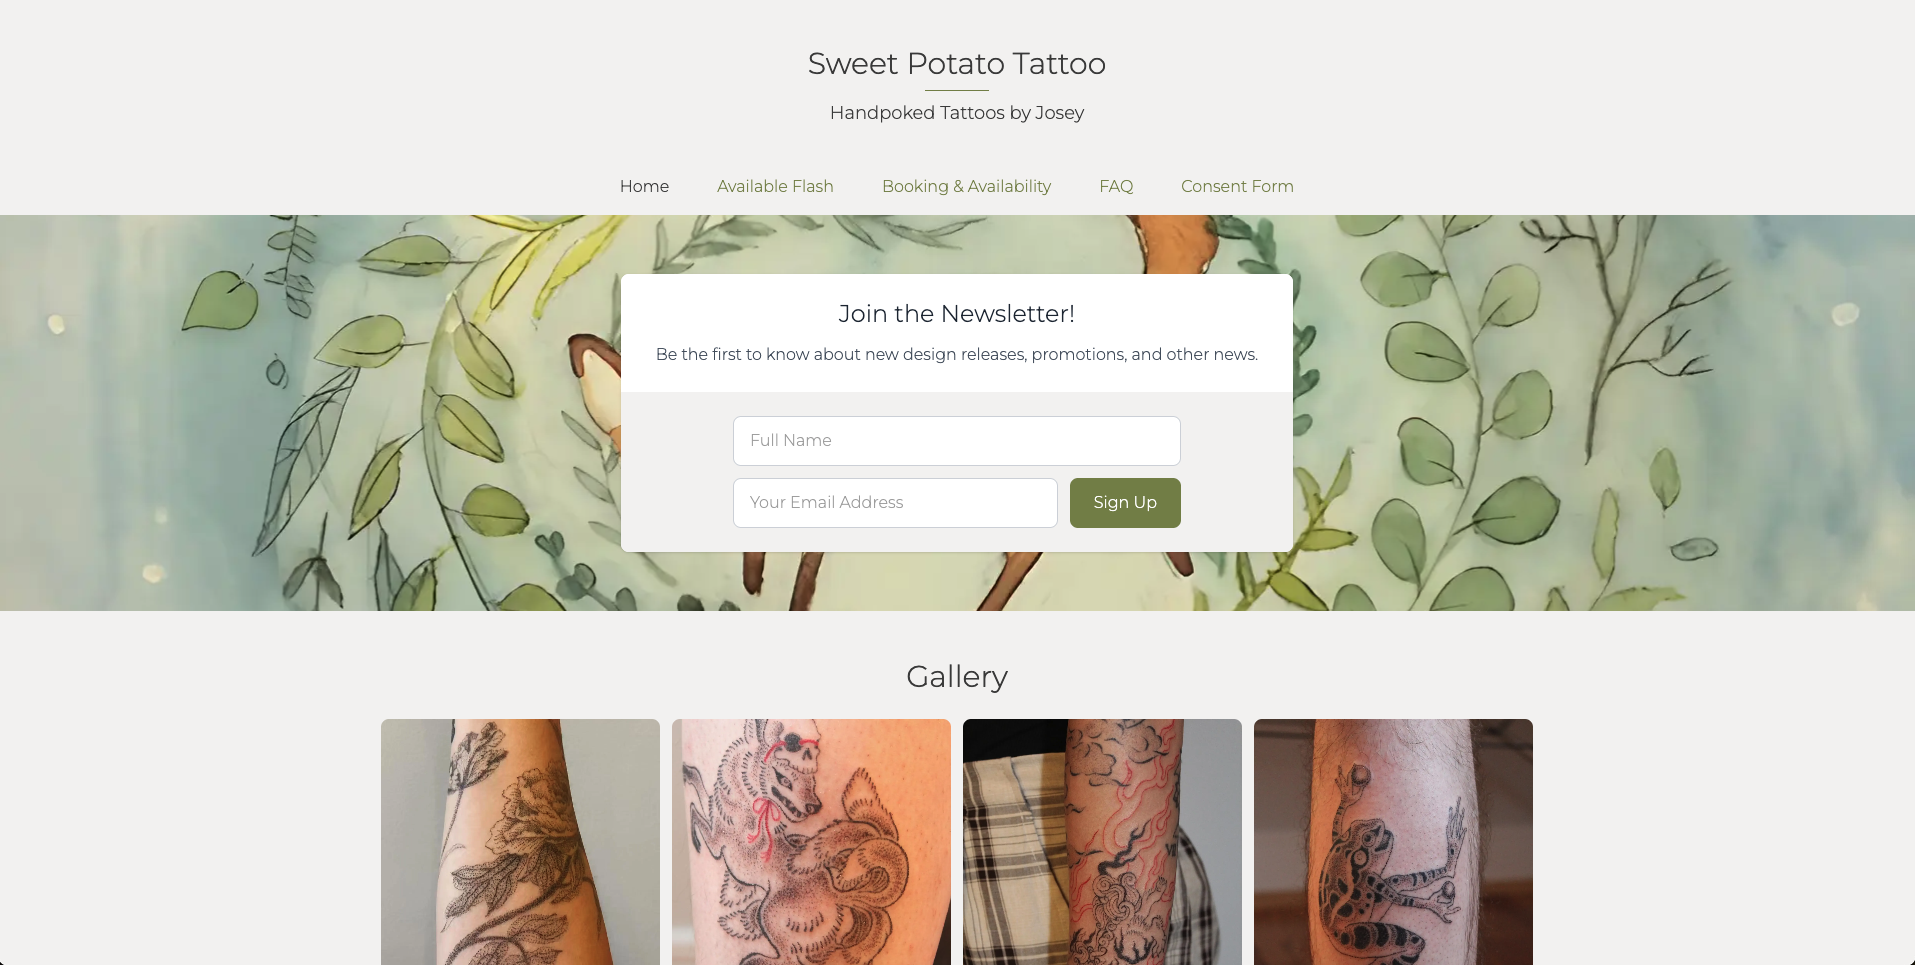 Sweet Potato Tattoo
Handpoked Tattoos by Josey
Home Available Flash Booking & Availability FAQ Consent Form
Join the Newsletter!
Be the first to know about new design releases, promotions, and other news.
Full Name
Your Email Address Sign Up
Gallery